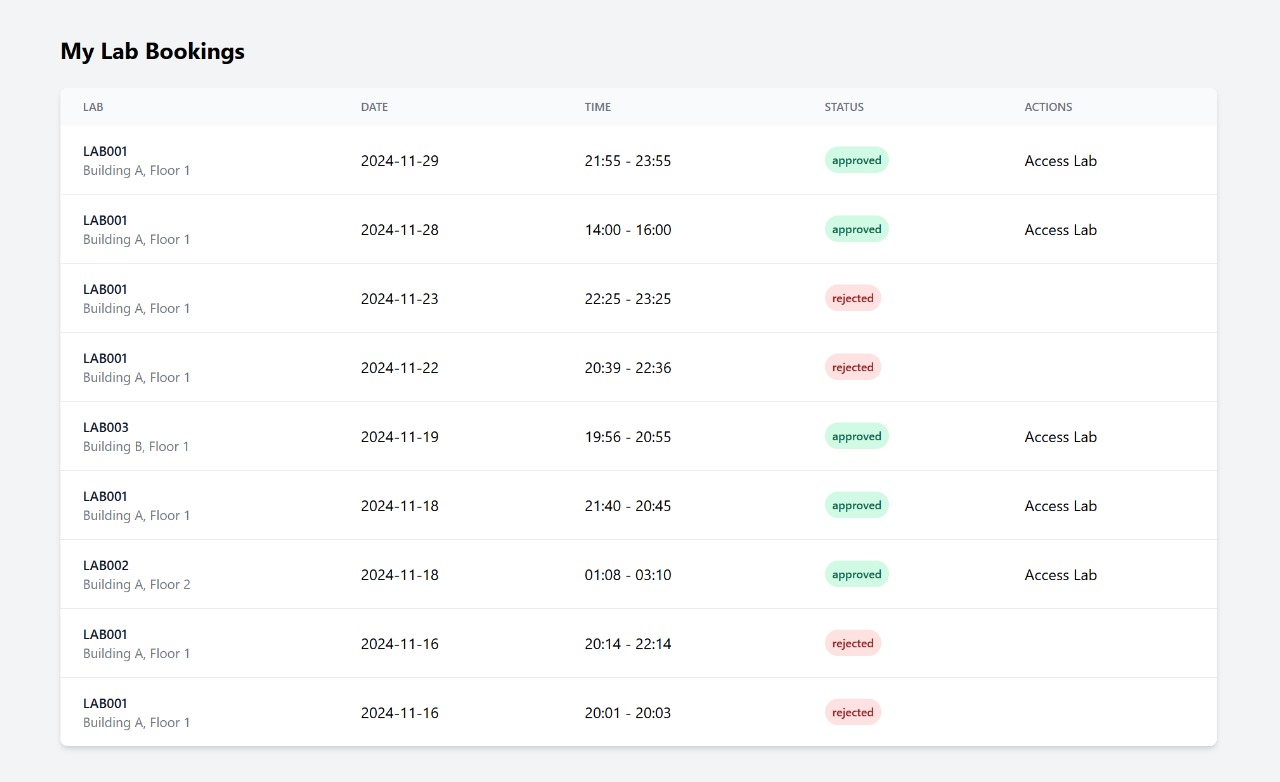 My Lab Bookings
LAB DATE TIME STATUS ACTIONS
LAB001
Building A, Floor 1
2024-11-29 21:55 - 23:55 approved Access Lab
LAB001
Building A, Floor 1
2024-11-28 14:00 - 16:00 approved Access Lab
LAB001
Building A, Floor 1
2024-11-23 22:25 - 23:25 rejected
LAB001
Building A, Floor 1
2024-11-22 20:39 - 22:36 rejected
LAB003
Building B, Floor 1
2024-11-19 19:56 - 20:55 approved Access Lab
LAB001
Building A, Floor 1
2024-11-18 21:40 - 20:45 approved Access Lab
LAB002
Building A, Floor 2
2024-11-18 01:08 - 03:10 approved Access Lab
LAB001
Building A, Floor 1
2024-11-16 20:14 - 22:14 rejected
LAB001
Building A, Floor 1
2024-11-16 20:01 - 20:03 rejected